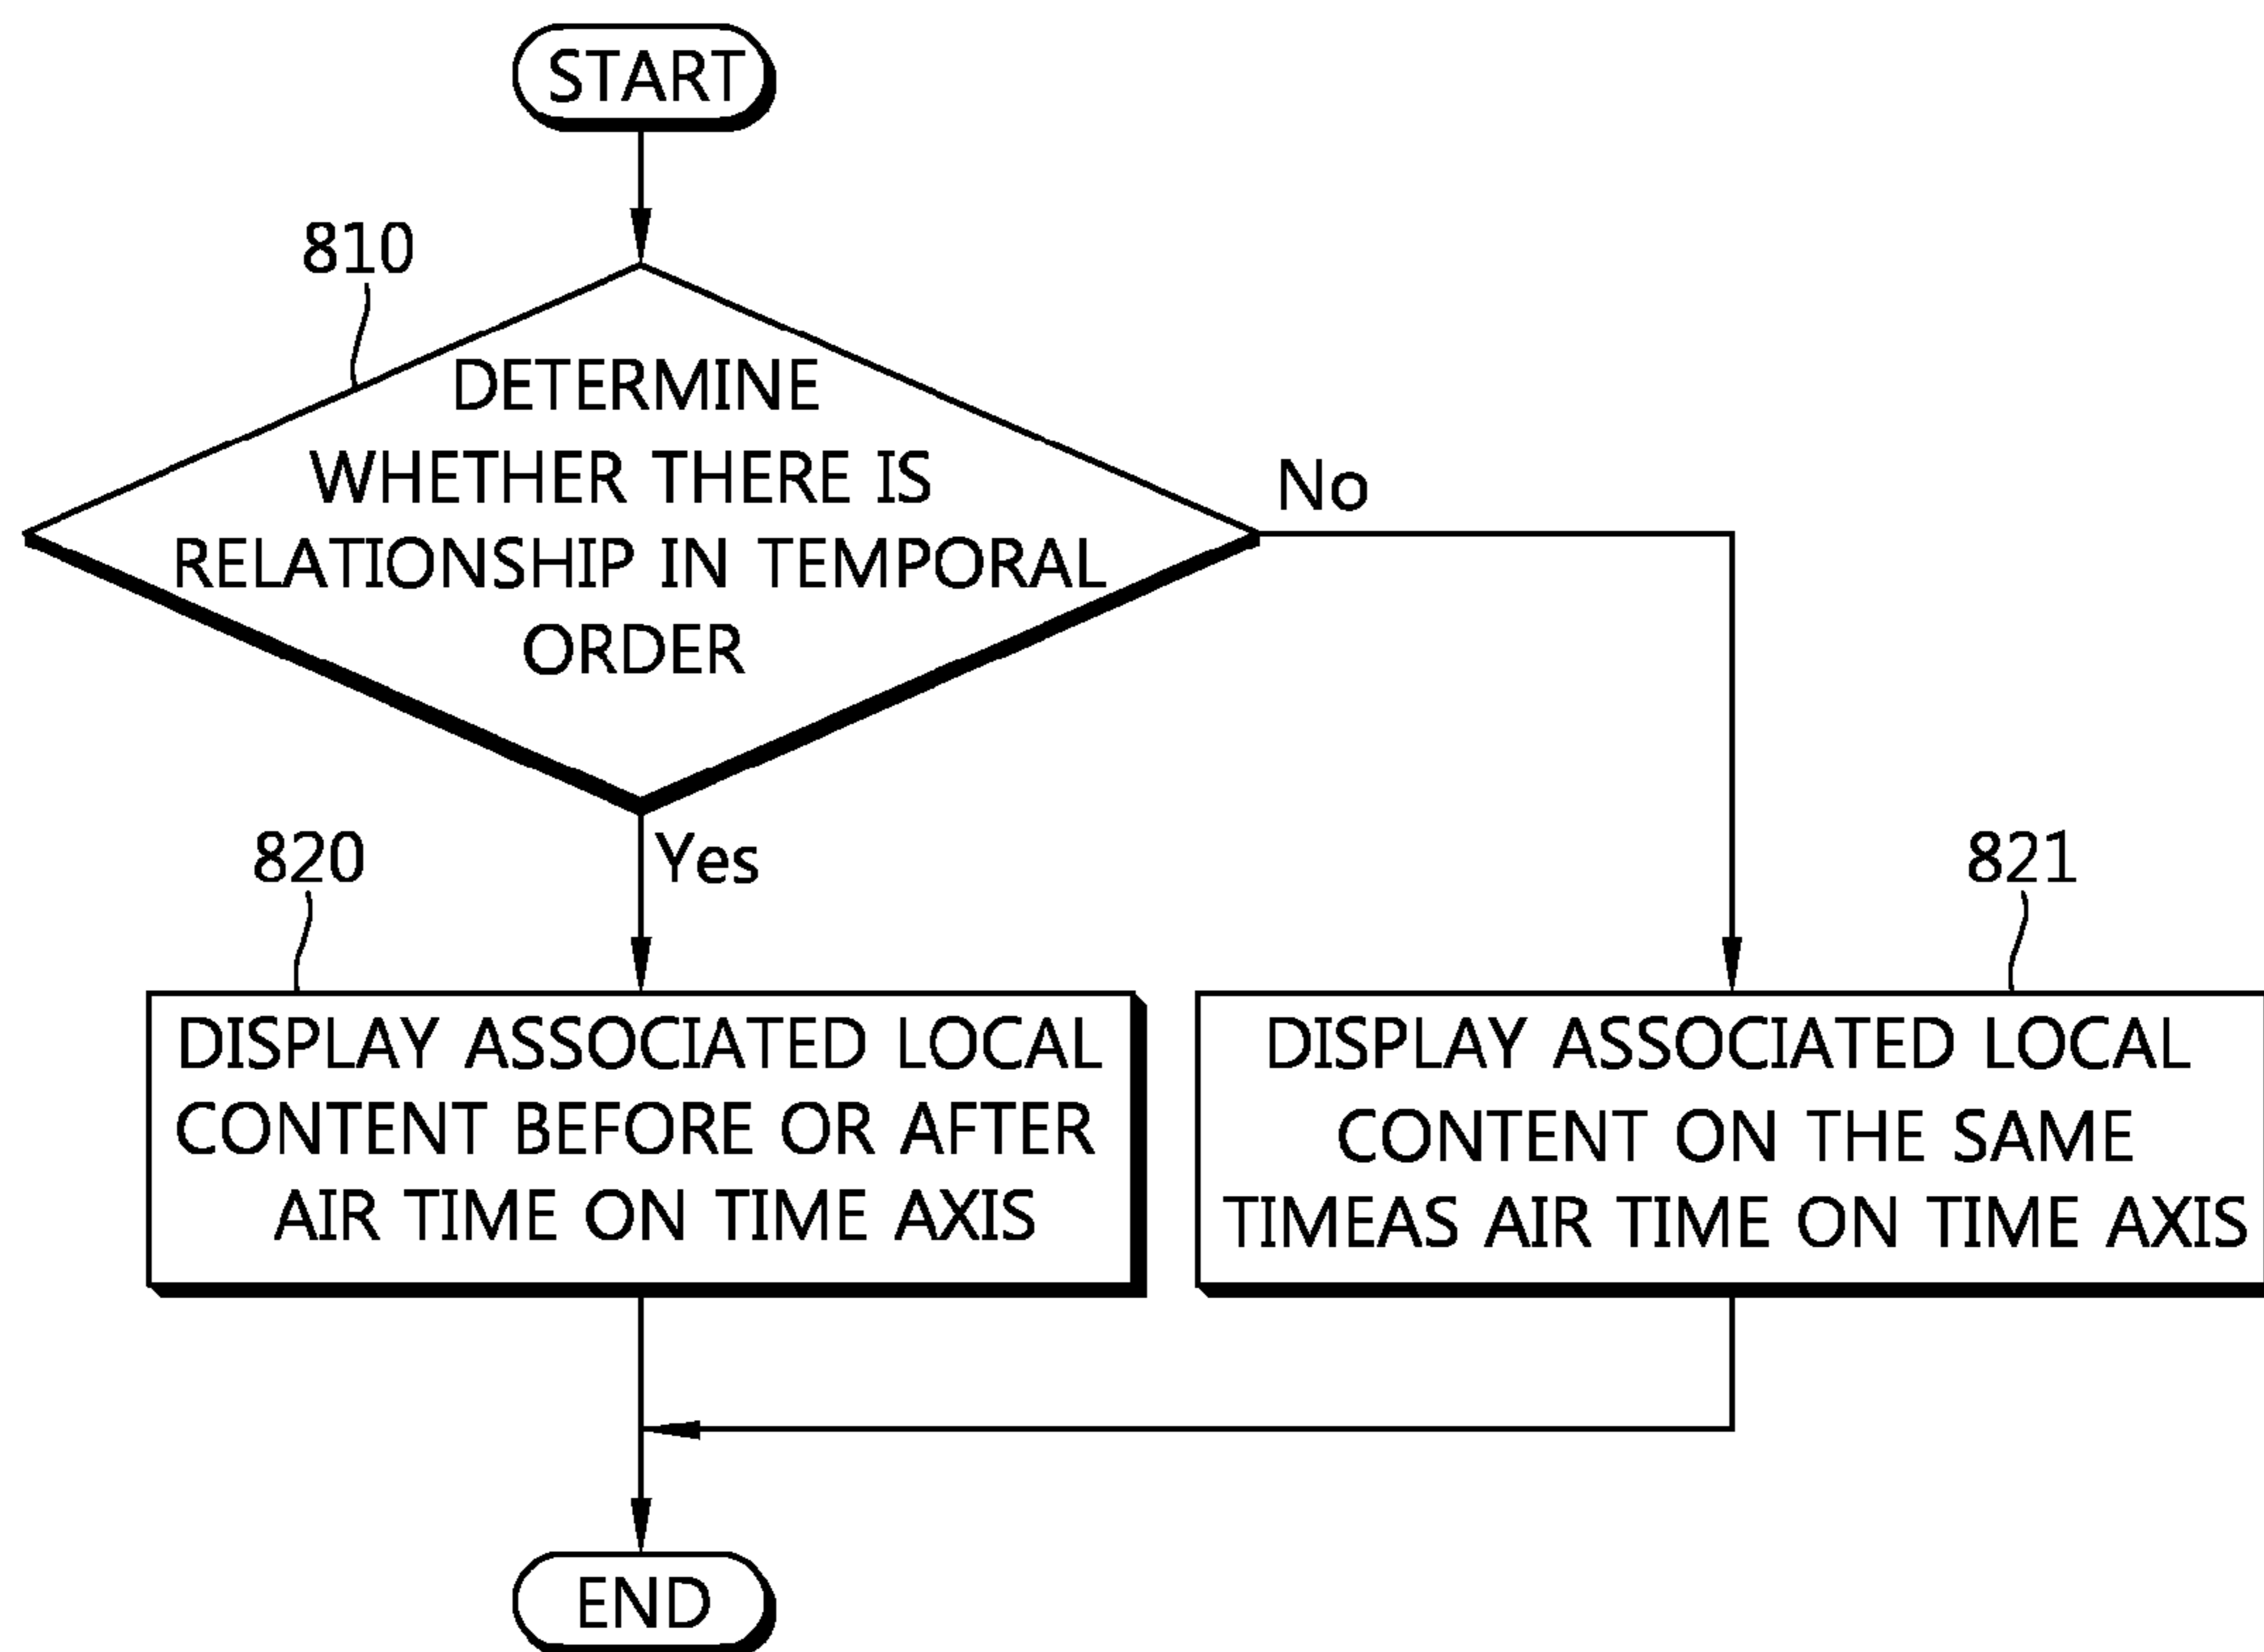 START
810
DETERMINE
WHETHER THERE IS
RELATIONSHIP IN TEMPORAL
ORDER
No
Yes
820
DISPLAY ASSOCIATED LOCAL
CONTENT BEFORE OR AFTER
AIR TIME ON TIME AXIS
821
DISPLAY ASSOCIATED LOCAL
CONTENT ON THE SAME
TIMEAS AIR TIME ON TIME AXIS
END